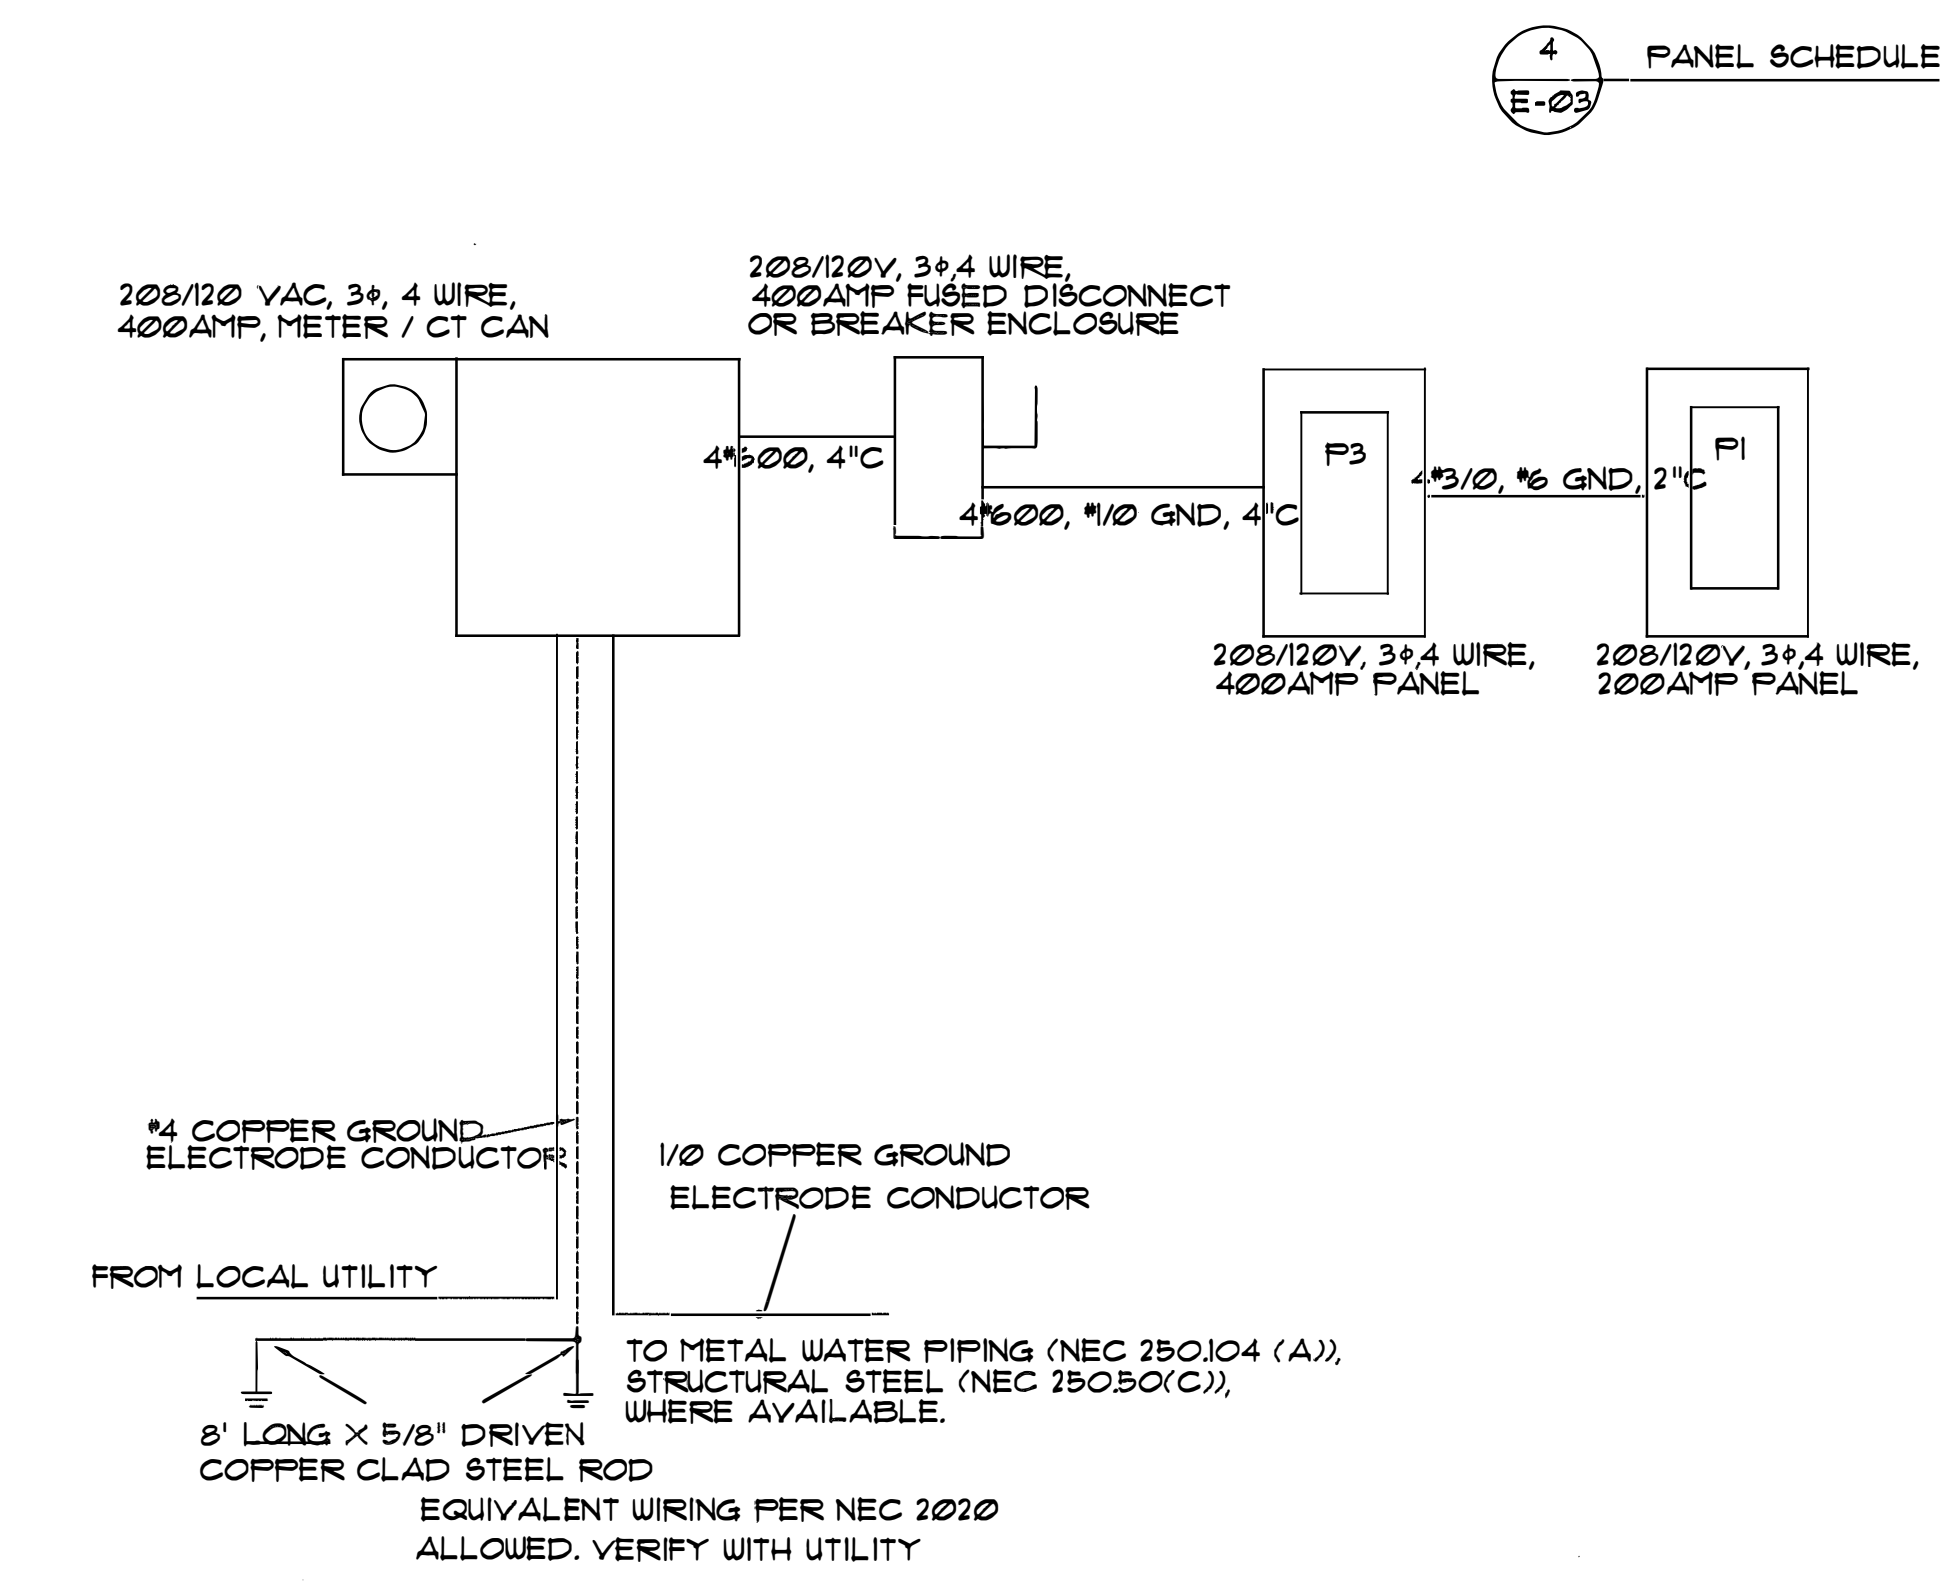 4
E-03
PANEL SCHEDULE
208/120 VAC, 3φ, 4 WIRE,
400AMP, METER / CT CAN
208/120V, 3φ,4 WIRE,
400AMP FUSED DISCONNECT
OR BREAKER ENCLOSURE
4#600, 4"C
4#600, #1/0 GND, 4"C
P3
4#3/0, #6 GND, 2"C
P1
208/120V, 3φ,4 WIRE,
400AMP PANEL
208/120V, 3φ,4 WIRE,
200AMP PANEL
#4 COPPER GROUND
ELECTRODE CONDUCTOR
1/0 COPPER GROUND
ELECTRODE CONDUCTOR
FROM LOCAL UTILITY
TO METAL WATER PIPING (NEC 250.104 (A)),
STRUCTURAL STEEL (NEC 250.50(C)),
WHERE AVAILABLE.
8' LONG X 5/8" DRIVEN
COPPER CLAD STEEL ROD
EQUIVALENT WIRING PER NEC 2020
ALLOWED. VERIFY WITH UTILITY